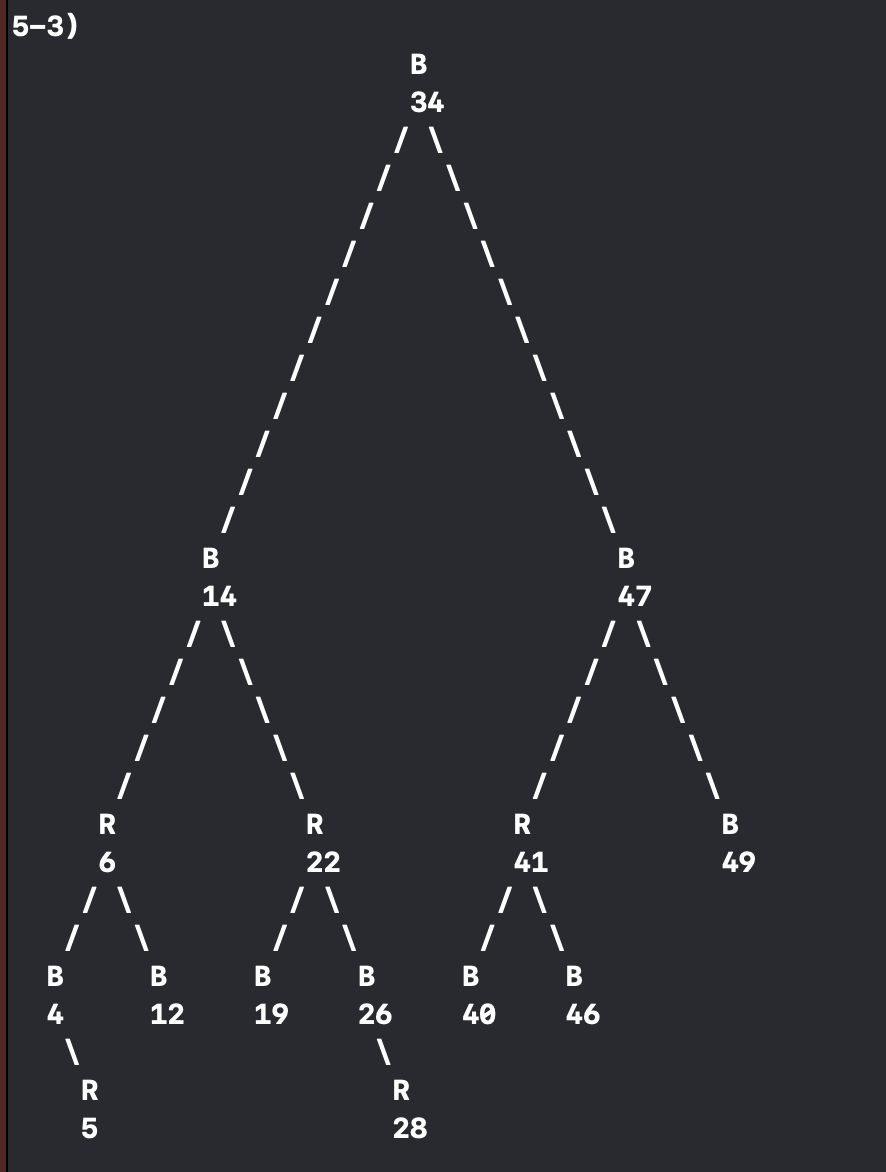 5–3)
B
34
/ \
/ \
/ \
/ \
/ \
/ \
/ \
/ \
/ \
/ \
/ \
B B
14 47
/ \ / \
/ \ / \
/ \ / \
/ \ / \
/ \ / \
R R R B
6 22 41 49
/ \ / \ / \
/ \ / \ / \
B B B B B B
4 12 19 26 40 46
\ \
R R
5 28